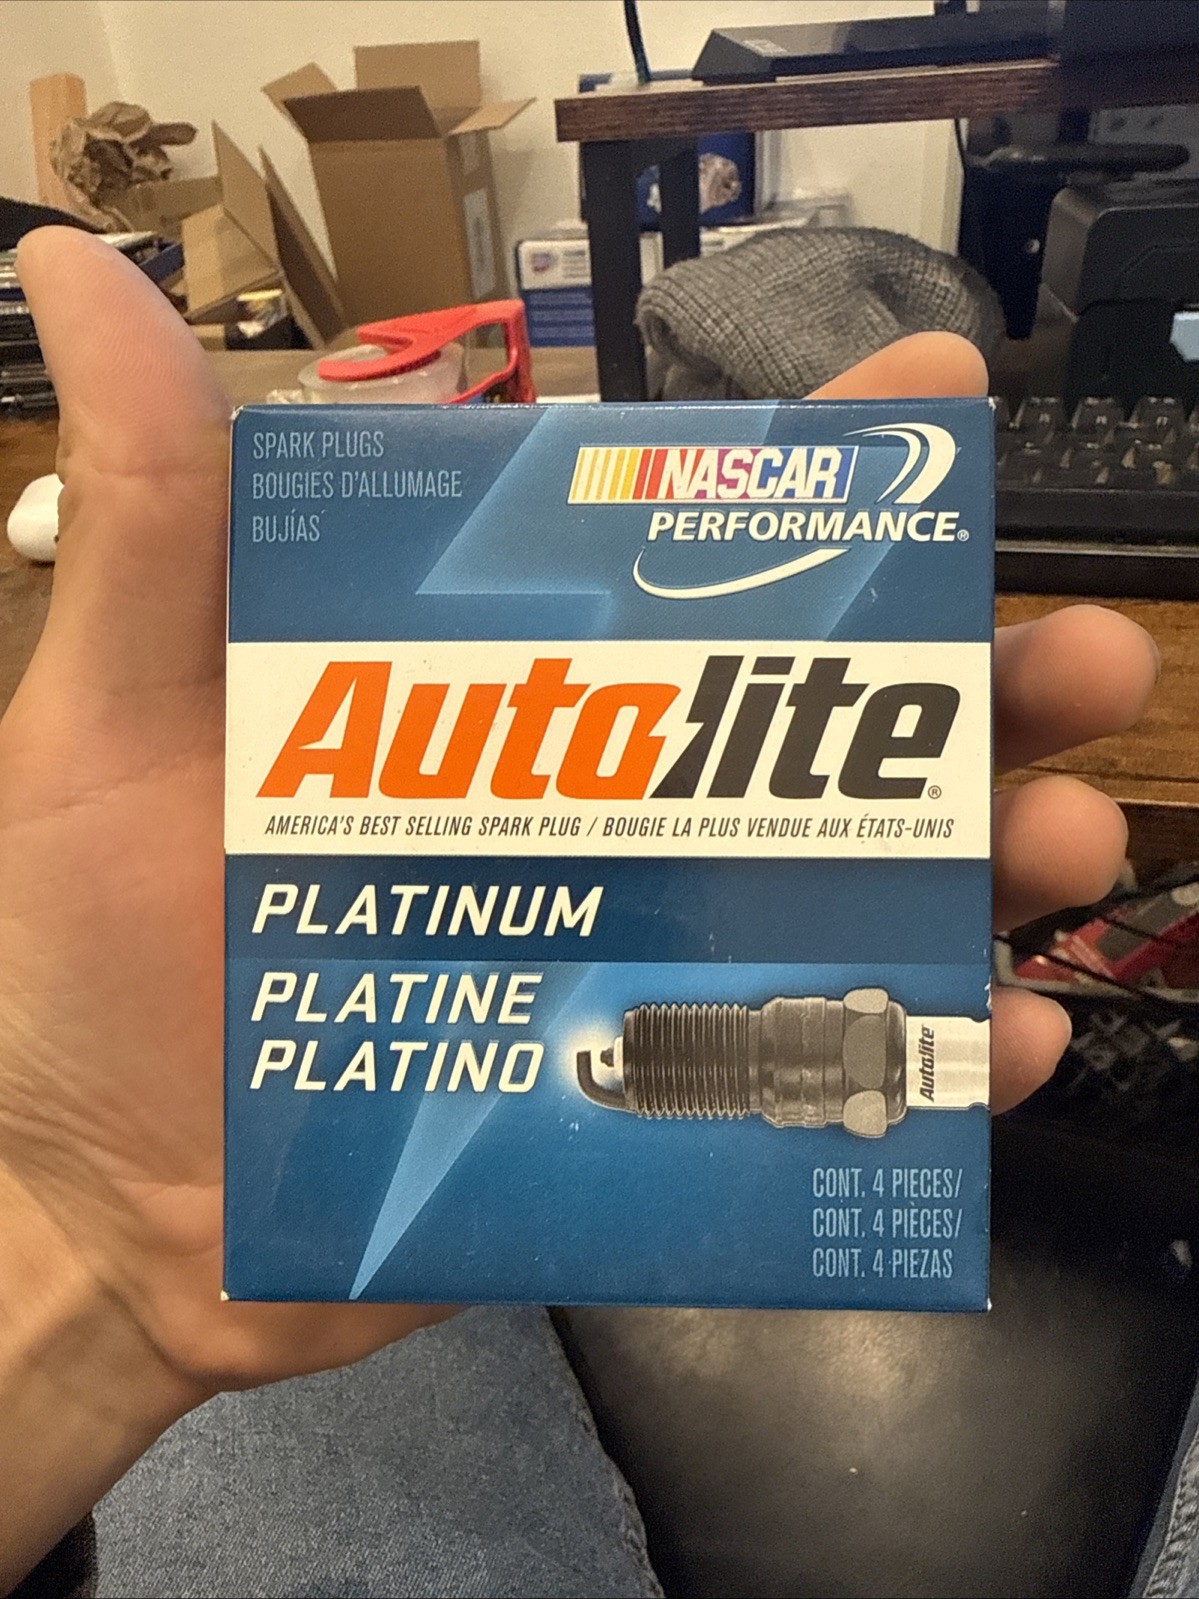 SPARK PLUGS
BOUGIES D'ALLUMAGE
BUJÍAS
NASCAR
PERFORMANCE®
Autolite®
AMERICA'S BEST SELLING SPARK PLUG / BOUGIE LA PLUS VENDUE AUX ÉTATS-UNIS
PLATINUM
PLATINE
PLATINO
Autolite
CONT. 4 PIECES/
CONT. 4 PIÈCES/
CONT. 4 PIEZAS